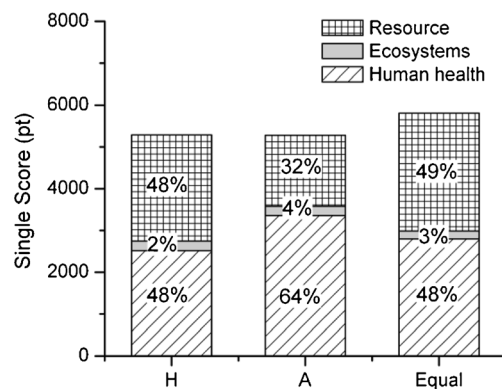 8000
6000
4000
2000
0
Single Score (pt)
Resource
Ecosystems
Human health
48%
2%
48%
32%
4%
64%
49%
3%
48%
H
A
Equal